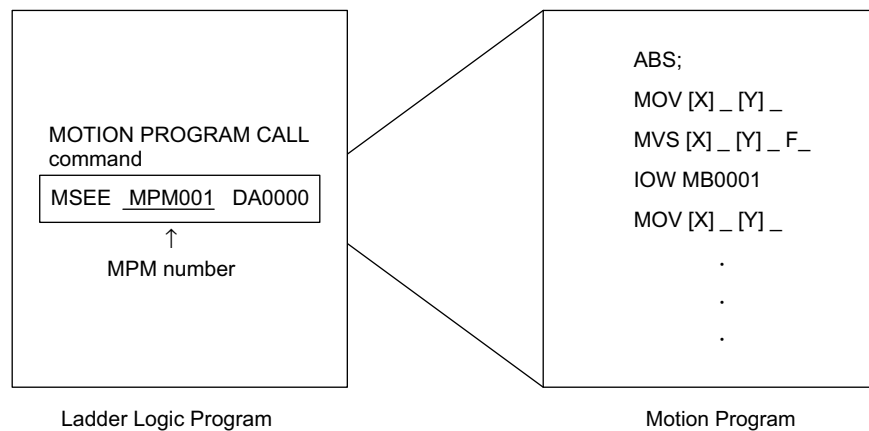 MOTION PROGRAM CALL
command
MSEE MPM001 DA0000
↑
MPM number
Ladder Logic Program
ABS;
MOV [X] _ [Y] _
MVS [X] _ [Y] _ F_
IOW MB0001
MOV [X] _ [Y] _
.
.
.
Motion Program